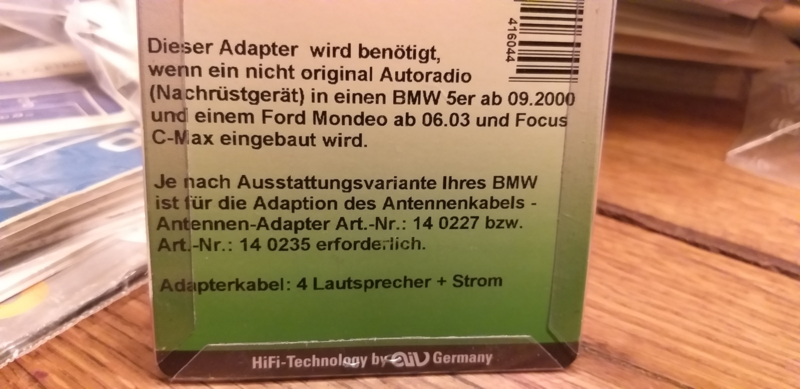 416044
Dieser Adapter wird benötigt,
wenn ein nicht original Autoradio
(Nachrüstgerät) in einen BMW 5er ab 09.2000
und einem Ford Mondeo ab 06.03 und Focus
C-Max eingebaut wird.
Je nach Ausstattungsvariante Ihres BMW
ist für die Adaption des Antennenkabels -
Antennen-Adapter Art.-Nr.: 14 0227 bzw.
Art.-Nr.: 14 0235 erforderlich.
Adapterkabel: 4 Lautsprecher + Strom
HiFi-Technology by AIV Germany